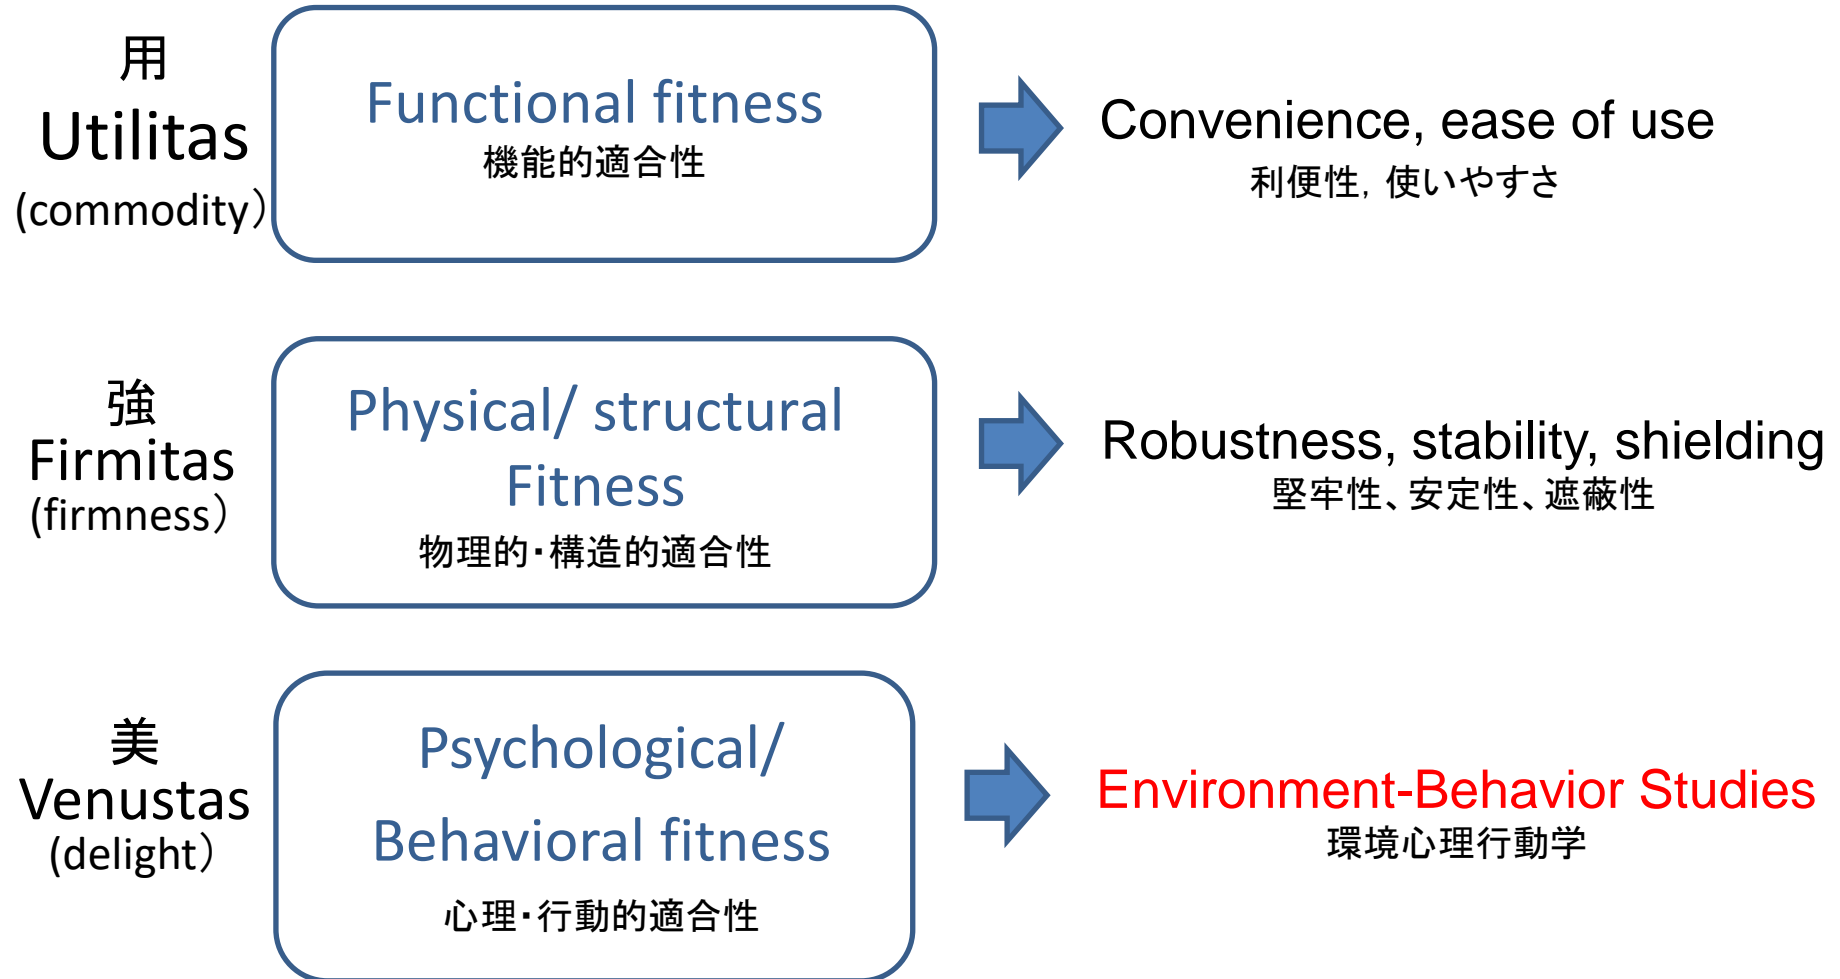 用
Utilitas
(commodity）
Functional fitness
機能的適合性
Convenience, ease of use
利便性，使いやすさ
強
Firmitas
(firmness）
Physical/ structural
Fitness
物理的・構造的適合性
Robustness, stability, shielding
堅牢性、安定性、遮蔽性
美
Venustas
(delight）
Psychological/
Behavioral fitness
心理・行動的適合性
Environment-Behavior Studies
環境心理行動学